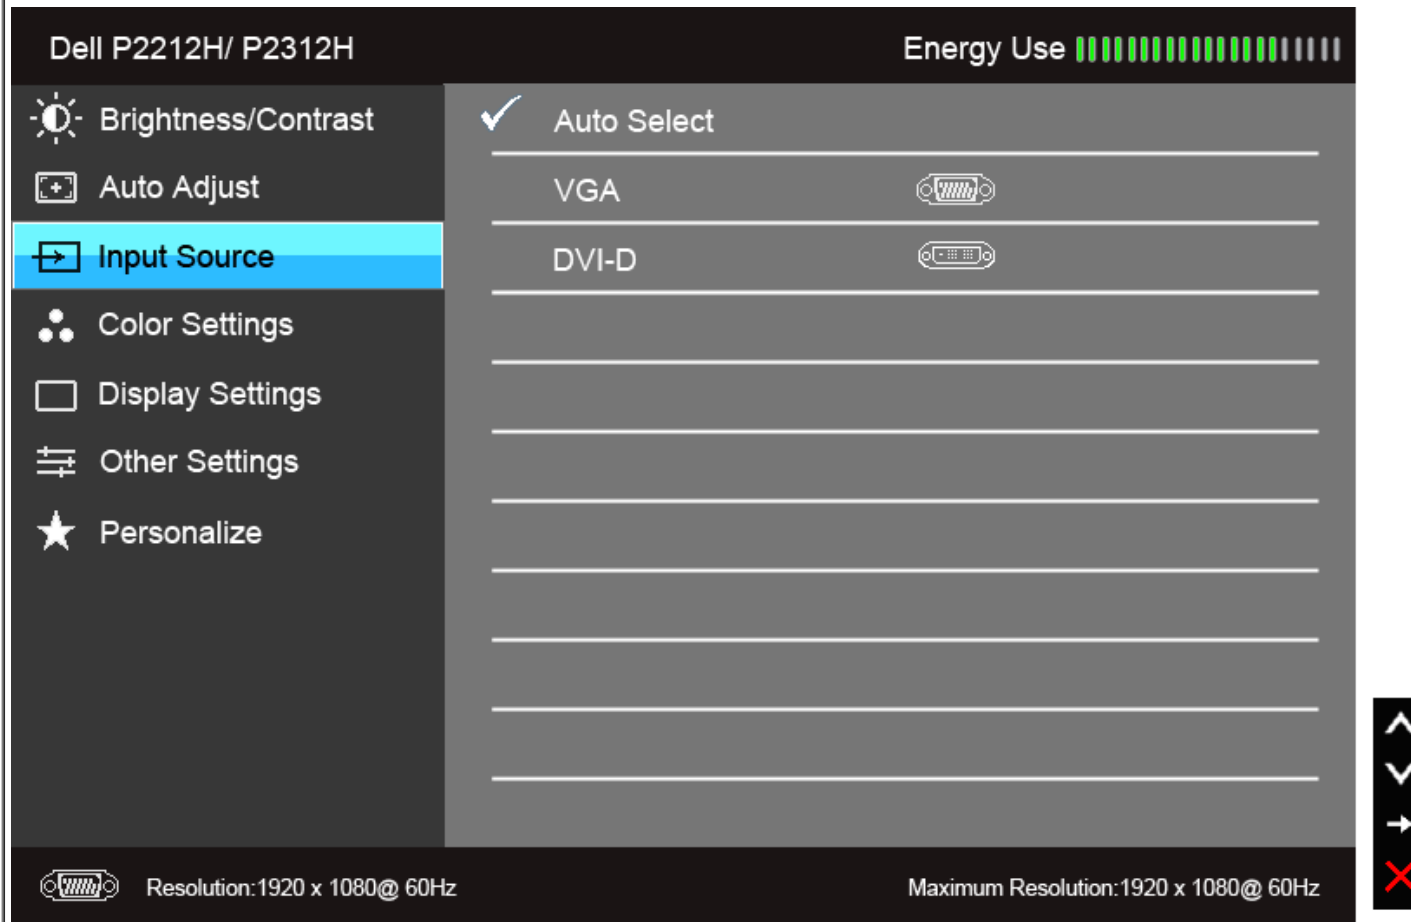 Dell P2212H/ P2312H
Energy Use
Brightness/Contrast
Auto Adjust
Input Source
Color Settings
Display Settings
Other Settings
Personalize
Auto Select
VGA
DVI-D
Resolution:1920 x 1080@ 60Hz
Maximum Resolution:1920 x 1080@ 60Hz